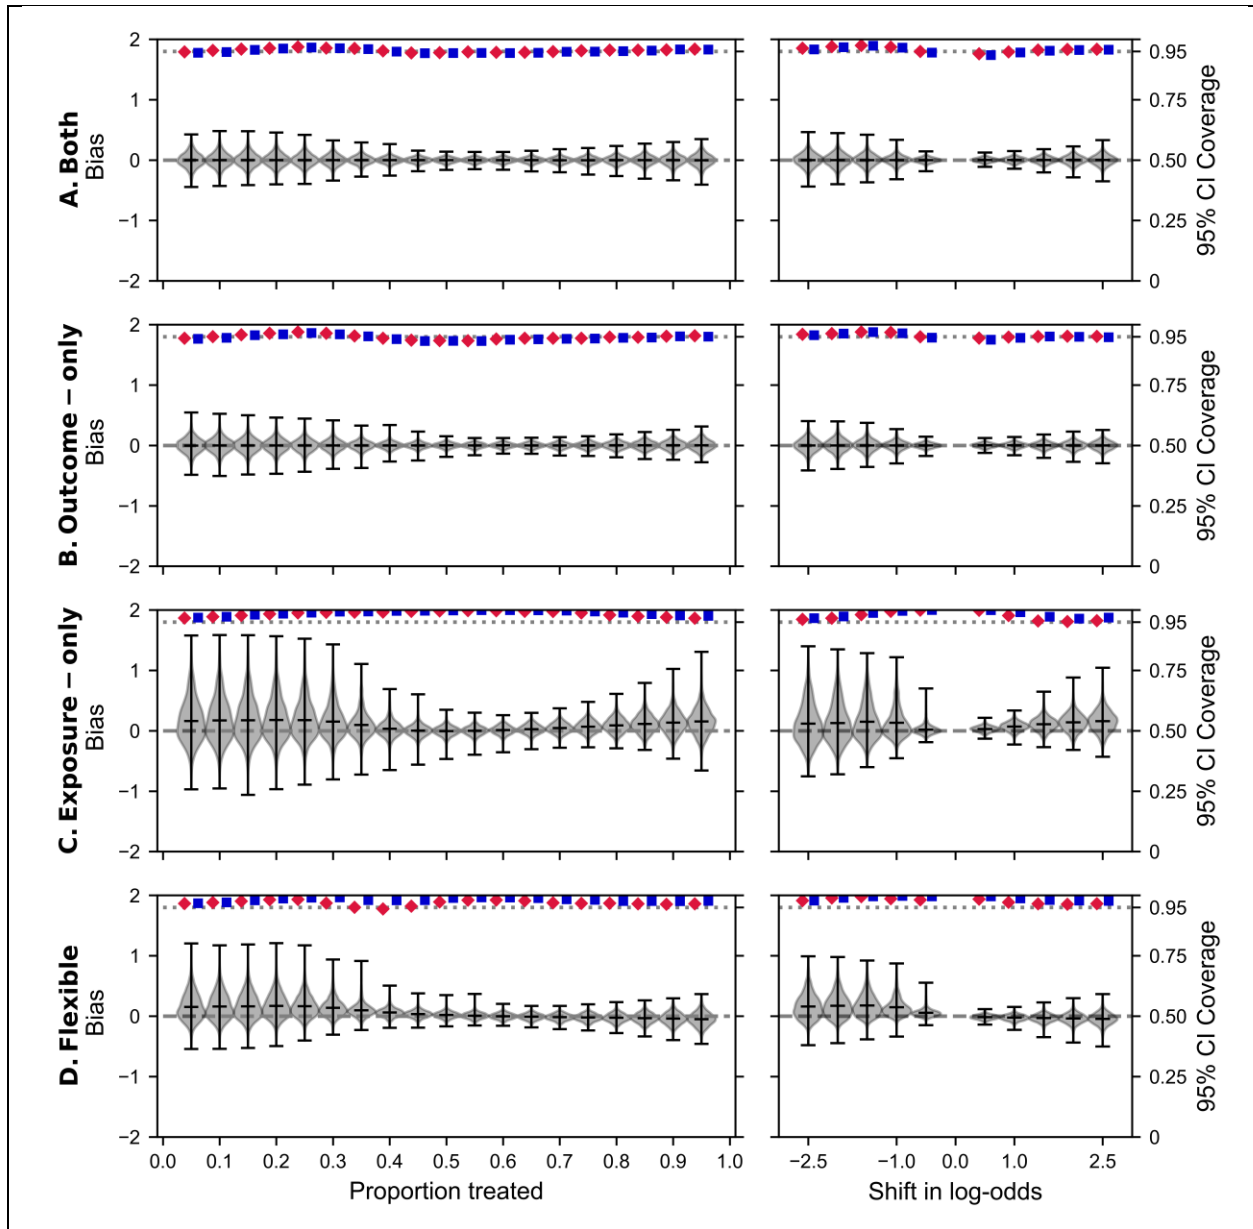 A. Both
Bias
2
1
0
−1
−2
0.95
0.75
0.50
0.25
0
95% CI Coverage
B. Outcome − only
Bias
2
1
0
−1
−2
0.95
0.75
0.50
0.25
0
95% CI Coverage
C. Exposure − only
Bias
2
1
0
−1
−2
0.95
0.75
0.50
0.25
0
95% CI Coverage
D. Flexible
Bias
2
1
0
−1
−2
0.95
0.75
0.50
0.25
0
95% CI Coverage
0.0 0.1 0.2 0.3 0.4 0.5 0.6 0.7 0.8 0.9 1.0
Proportion treated
−2.5 −1.0 0.0 1.0 2.5
Shift in log-odds